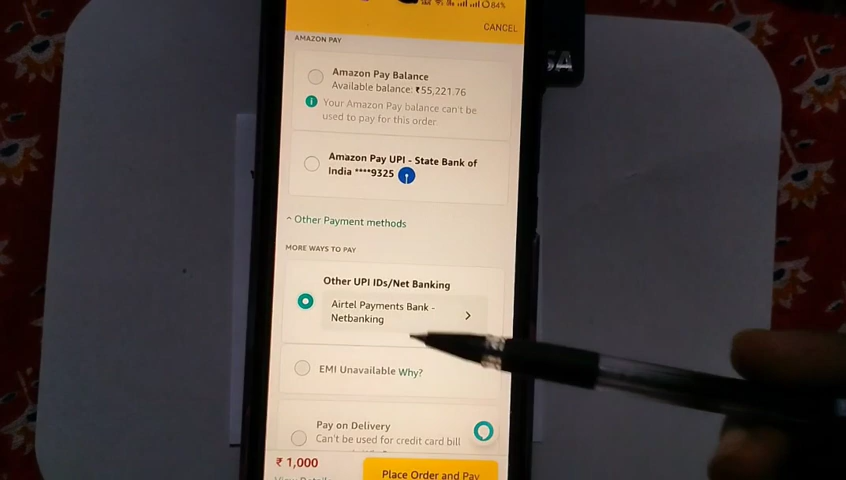 84%
CANCEL
AMAZON PAY
Amazon Pay Balance
Available balance: ₹55,221.76
Your Amazon Pay balance can't be
used to pay for this order.
Amazon Pay UPI - State Bank of
India ****9325
^ Other Payment methods
MORE WAYS TO PAY
Other UPI IDs/Net Banking
Airtel Payments Bank -
Netbanking
EMI Unavailable Why?
Pay on Delivery
Can't be used for credit card bill
₹ 1,000
Place Order and Pay
View